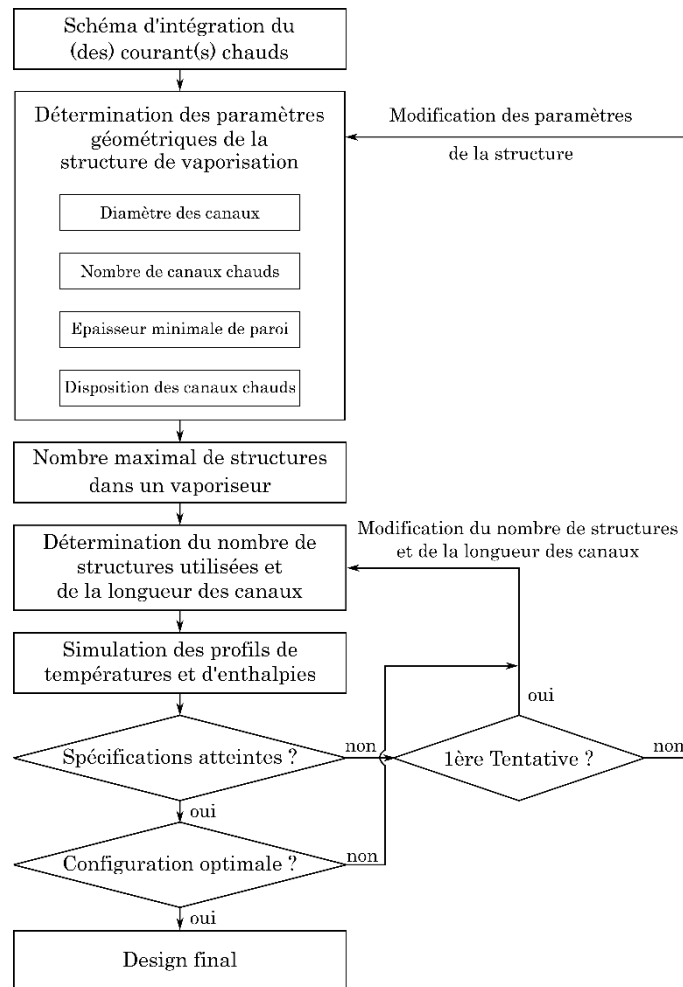 Schéma d'intégration du
(des) courant(s) chauds
Détermination des paramètres
géométriques de la
structure de vaporisation
Modification des paramètres
de la structure
Diamètre des canaux
Nombre de canaux chauds
Epaisseur minimale de paroi
Disposition des canaux chauds
Nombre maximal de structures
dans un vaporiseur
Détermination du nombre de
structures utilisées et
de la longueur des canaux
Modification du nombre de structures
et de la longueur des canaux
Simulation des profils de
températures et d'enthalpies
oui
Spécifications atteintes ?
non
1ère Tentative ?
non
oui
Configuration optimale ?
non
oui
Design final